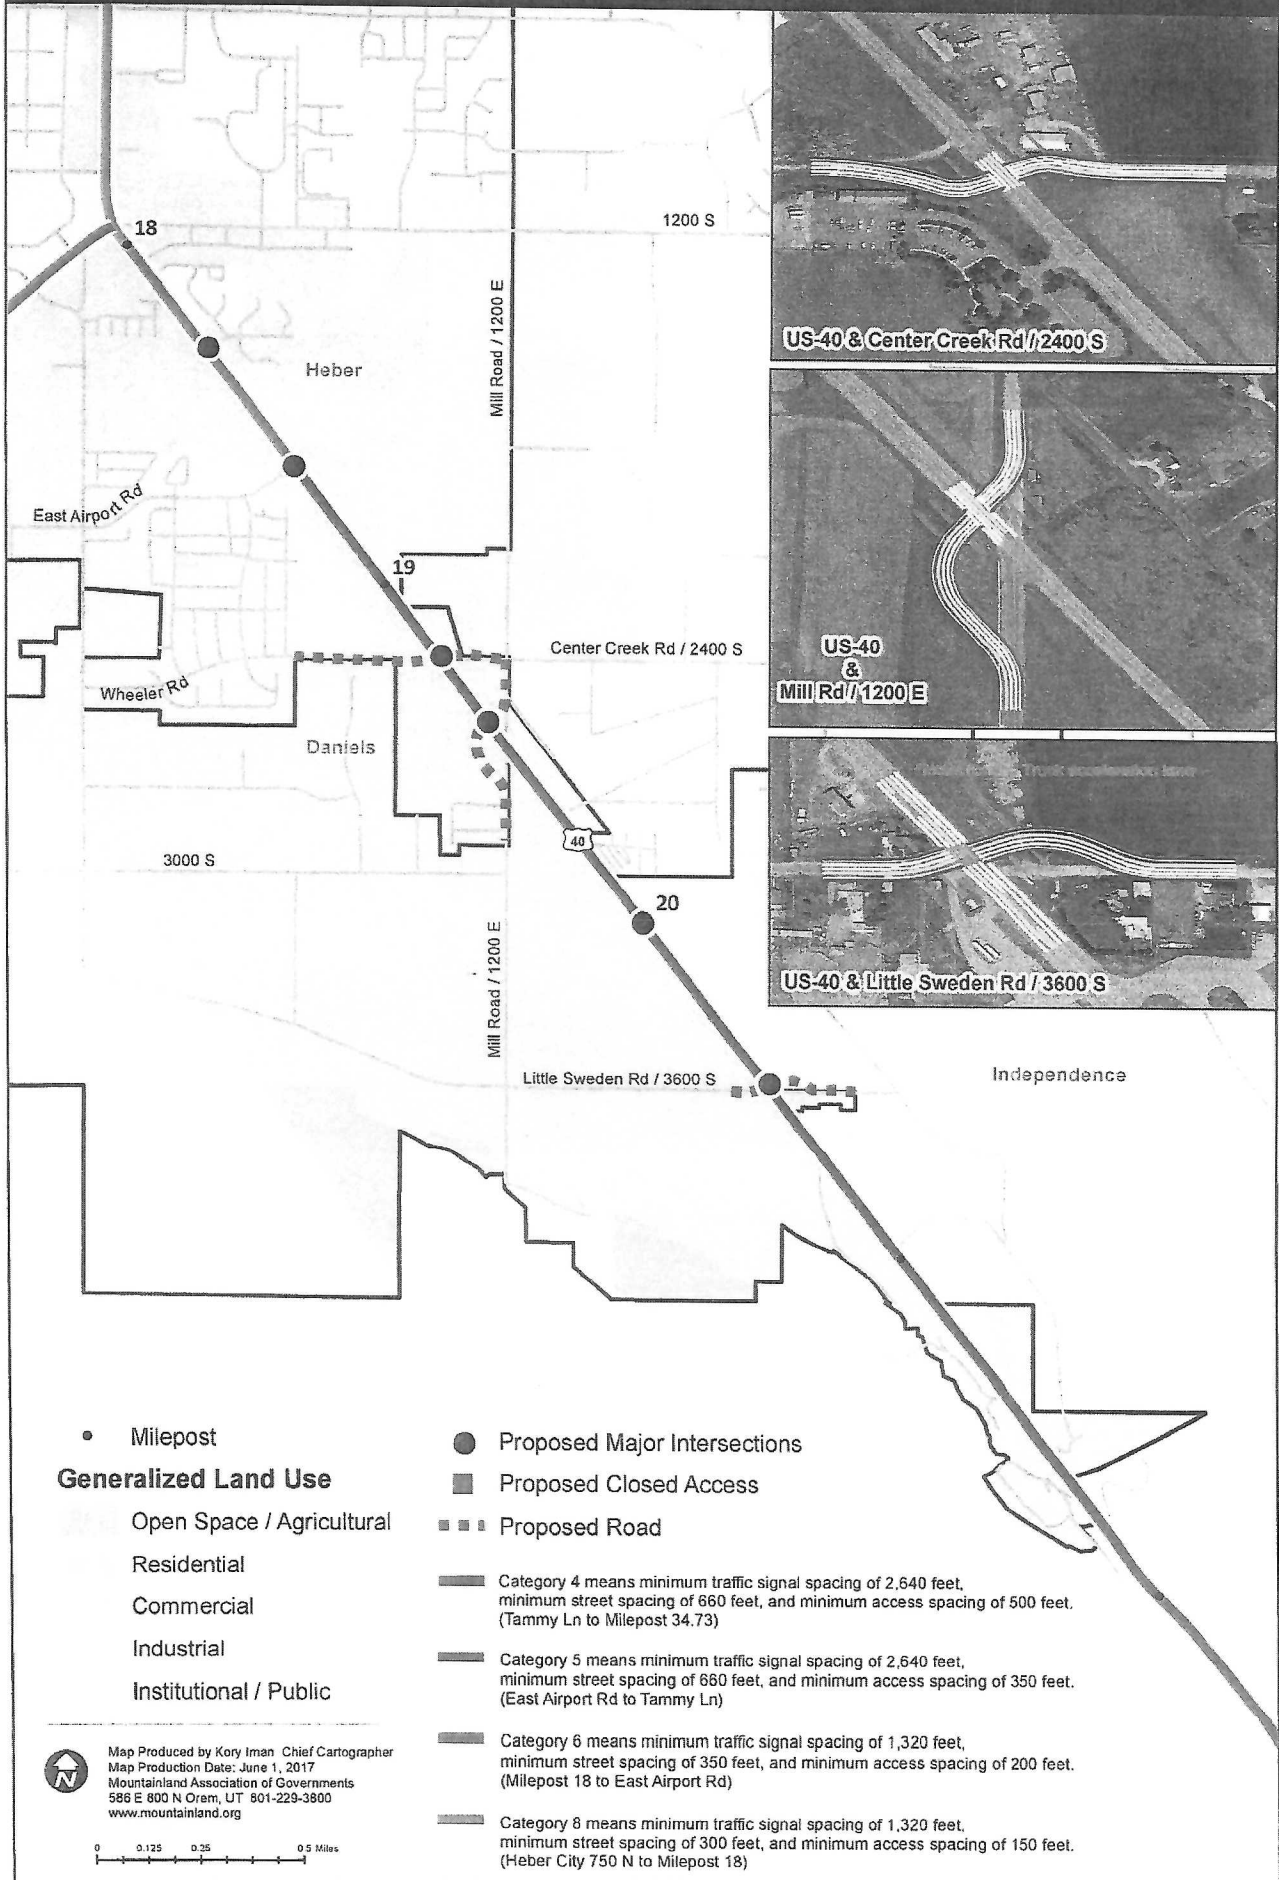 18
1200 S
Mill Road / 1200 E
Heber
US-40 & Center Creek Rd / 2400 S
East Airport Rd
19
Center Creek Rd / 2400 S
US-40
&
Mill Rd / 1200 E
Wheeler Rd
Daniels
Truck acceleration lane
40
3000 S
20
Mill Road / 1200 E
US-40 & Little Sweden Rd / 3600 S
Little Sweden Rd / 3600 S
Independence
Milepost
Generalized Land Use
Open Space / Agricultural
Residential
Commercial
Industrial
Institutional / Public
Map Produced by Kory Iman Chief Cartographer
Map Production Date: June 1, 2017
Mountainland Association of Governments
586 E 800 N Orem, UT 801-229-3800
www.mountainland.org
N
0 0.125 0.25 0.5 Miles
Proposed Major Intersections
Proposed Closed Access
Proposed Road
Category 4 means minimum traffic signal spacing of 2,640 feet,
minimum street spacing of 660 feet, and minimum access spacing of 500 feet.
(Tammy Ln to Milepost 34.73)
Category 5 means minimum traffic signal spacing of 2,640 feet,
minimum street spacing of 660 feet, and minimum access spacing of 350 feet.
(East Airport Rd to Tammy Ln)
Category 6 means minimum traffic signal spacing of 1,320 feet,
minimum street spacing of 350 feet, and minimum access spacing of 200 feet.
(Milepost 18 to East Airport Rd)
Category 8 means minimum traffic signal spacing of 1,320 feet,
minimum street spacing of 300 feet, and minimum access spacing of 150 feet.
(Heber City 750 N to Milepost 18)